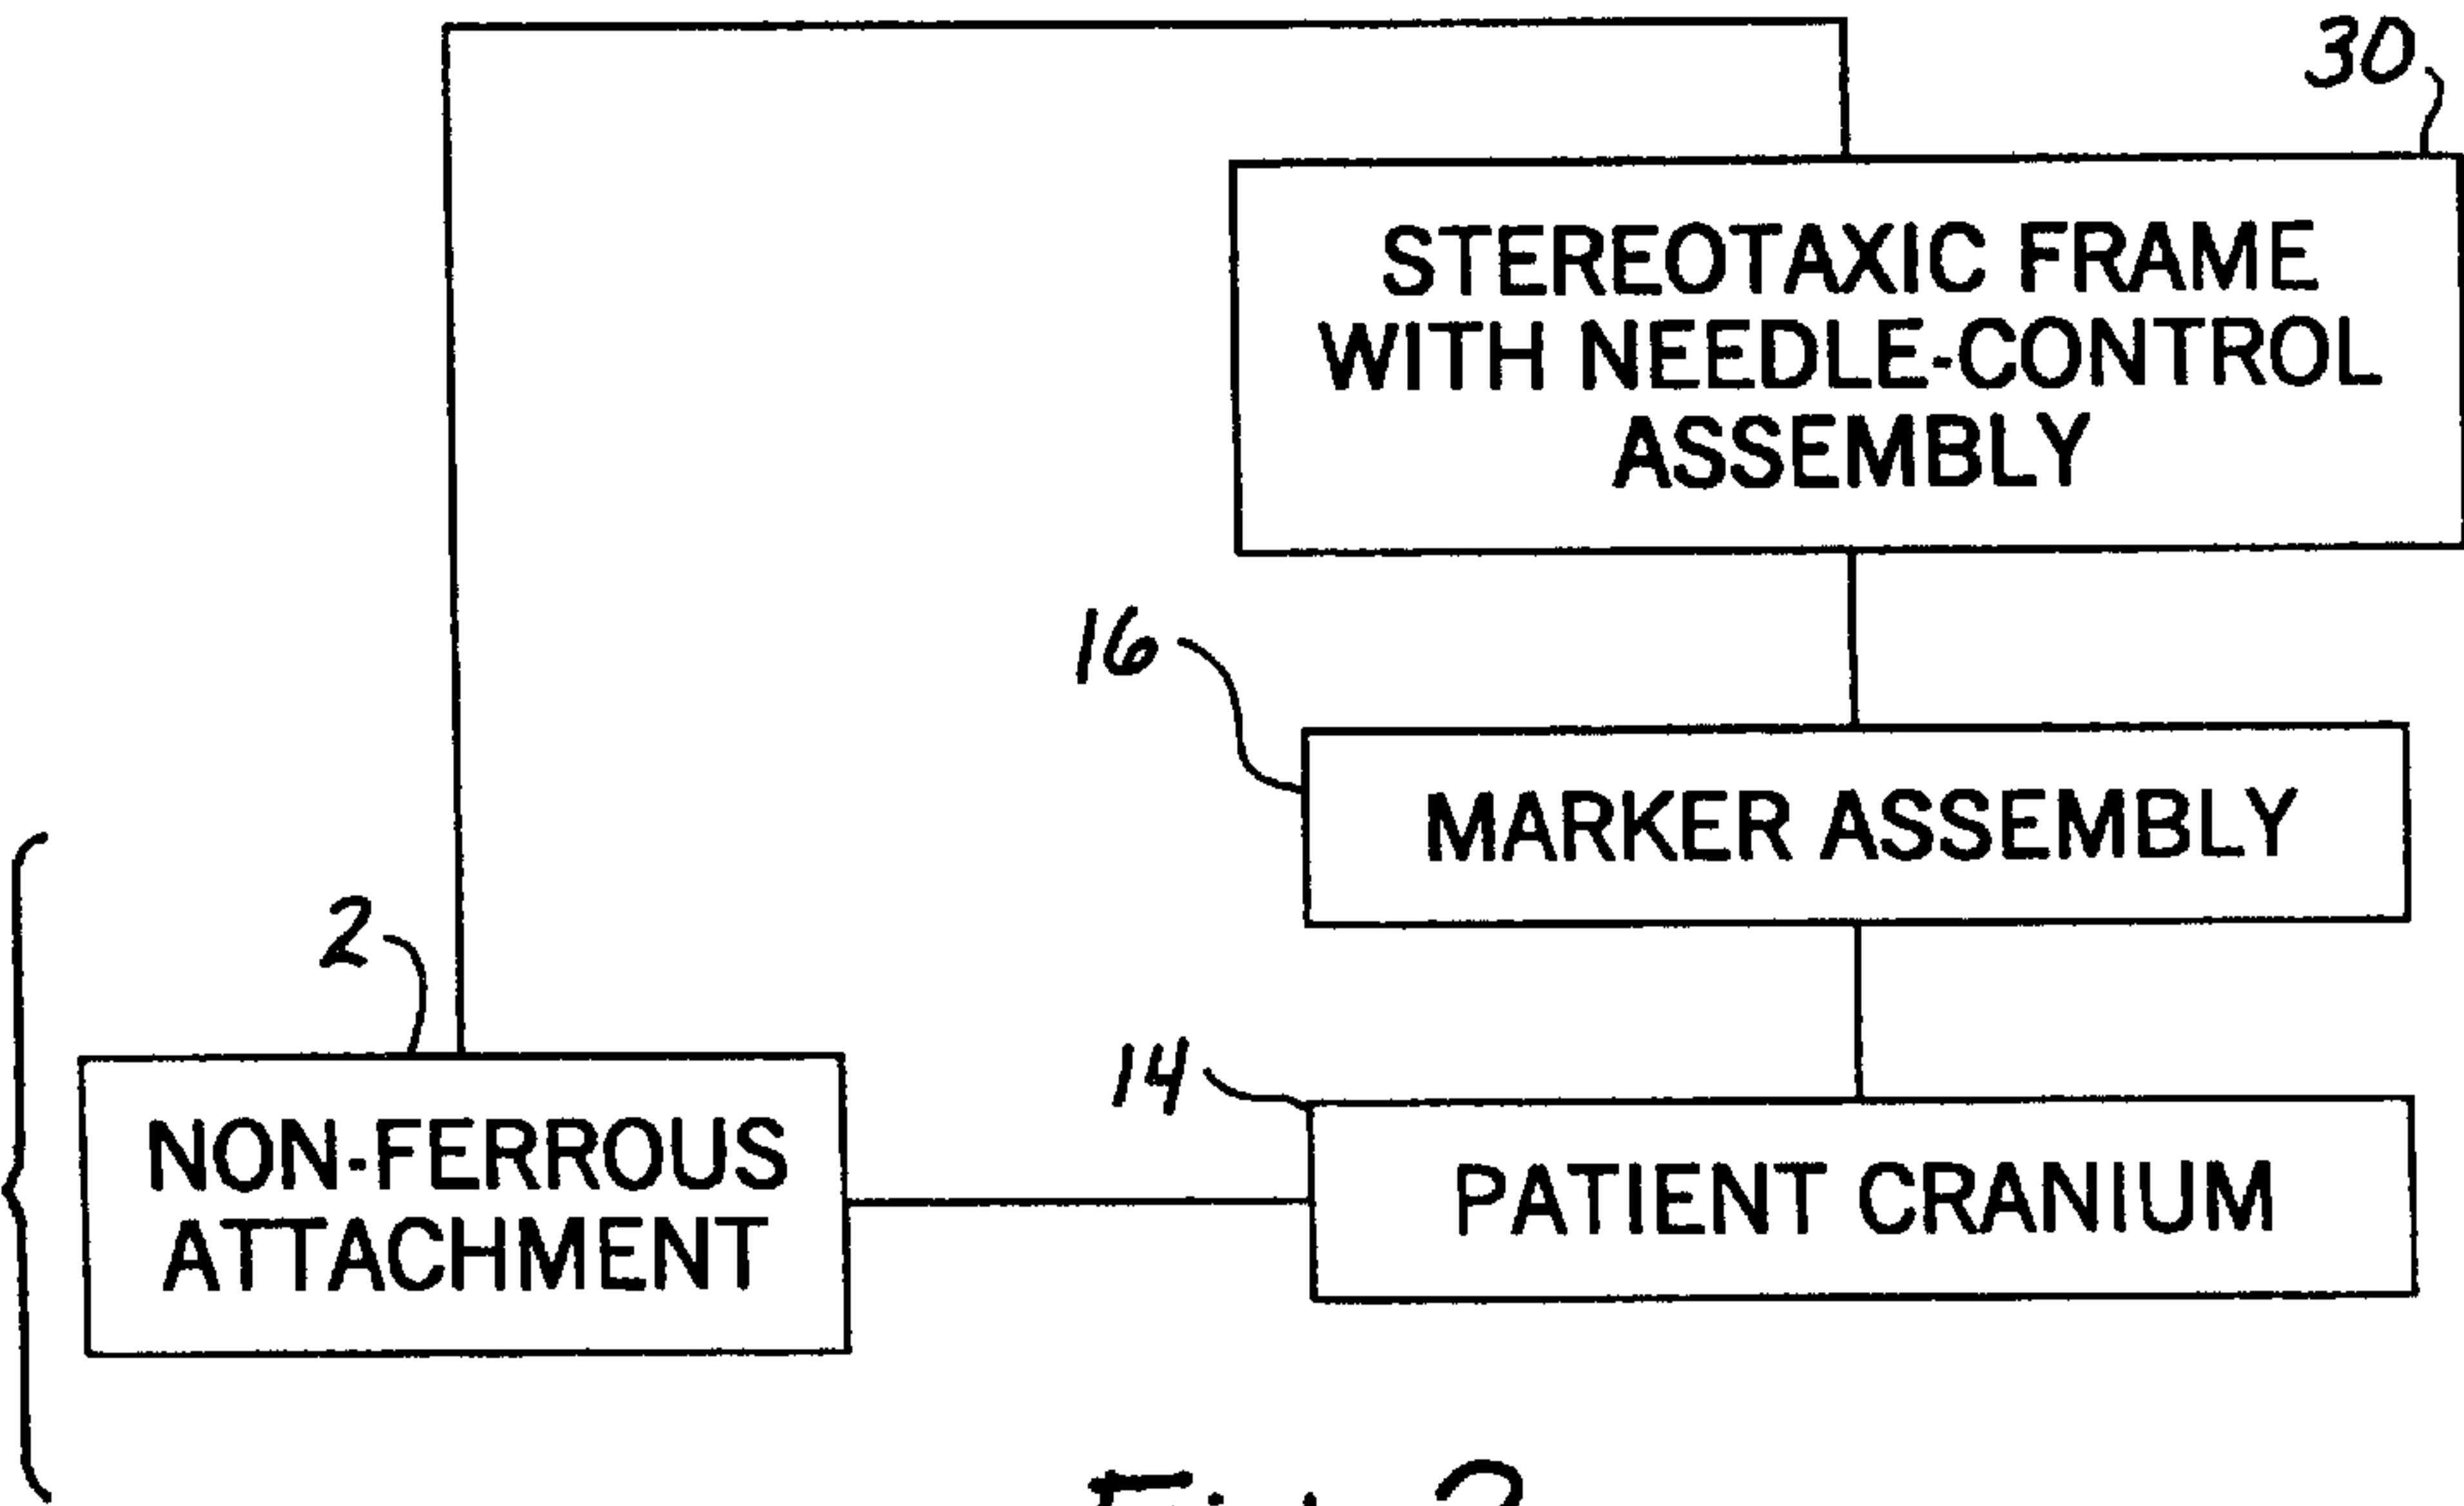 30
STEREOTAXIC FRAME
WITH NEEDLE-CONTROL
ASSEMBLY
16
MARKER ASSEMBLY
2
NON-FERROUS
ATTACHMENT
14
PATIENT CRANIUM